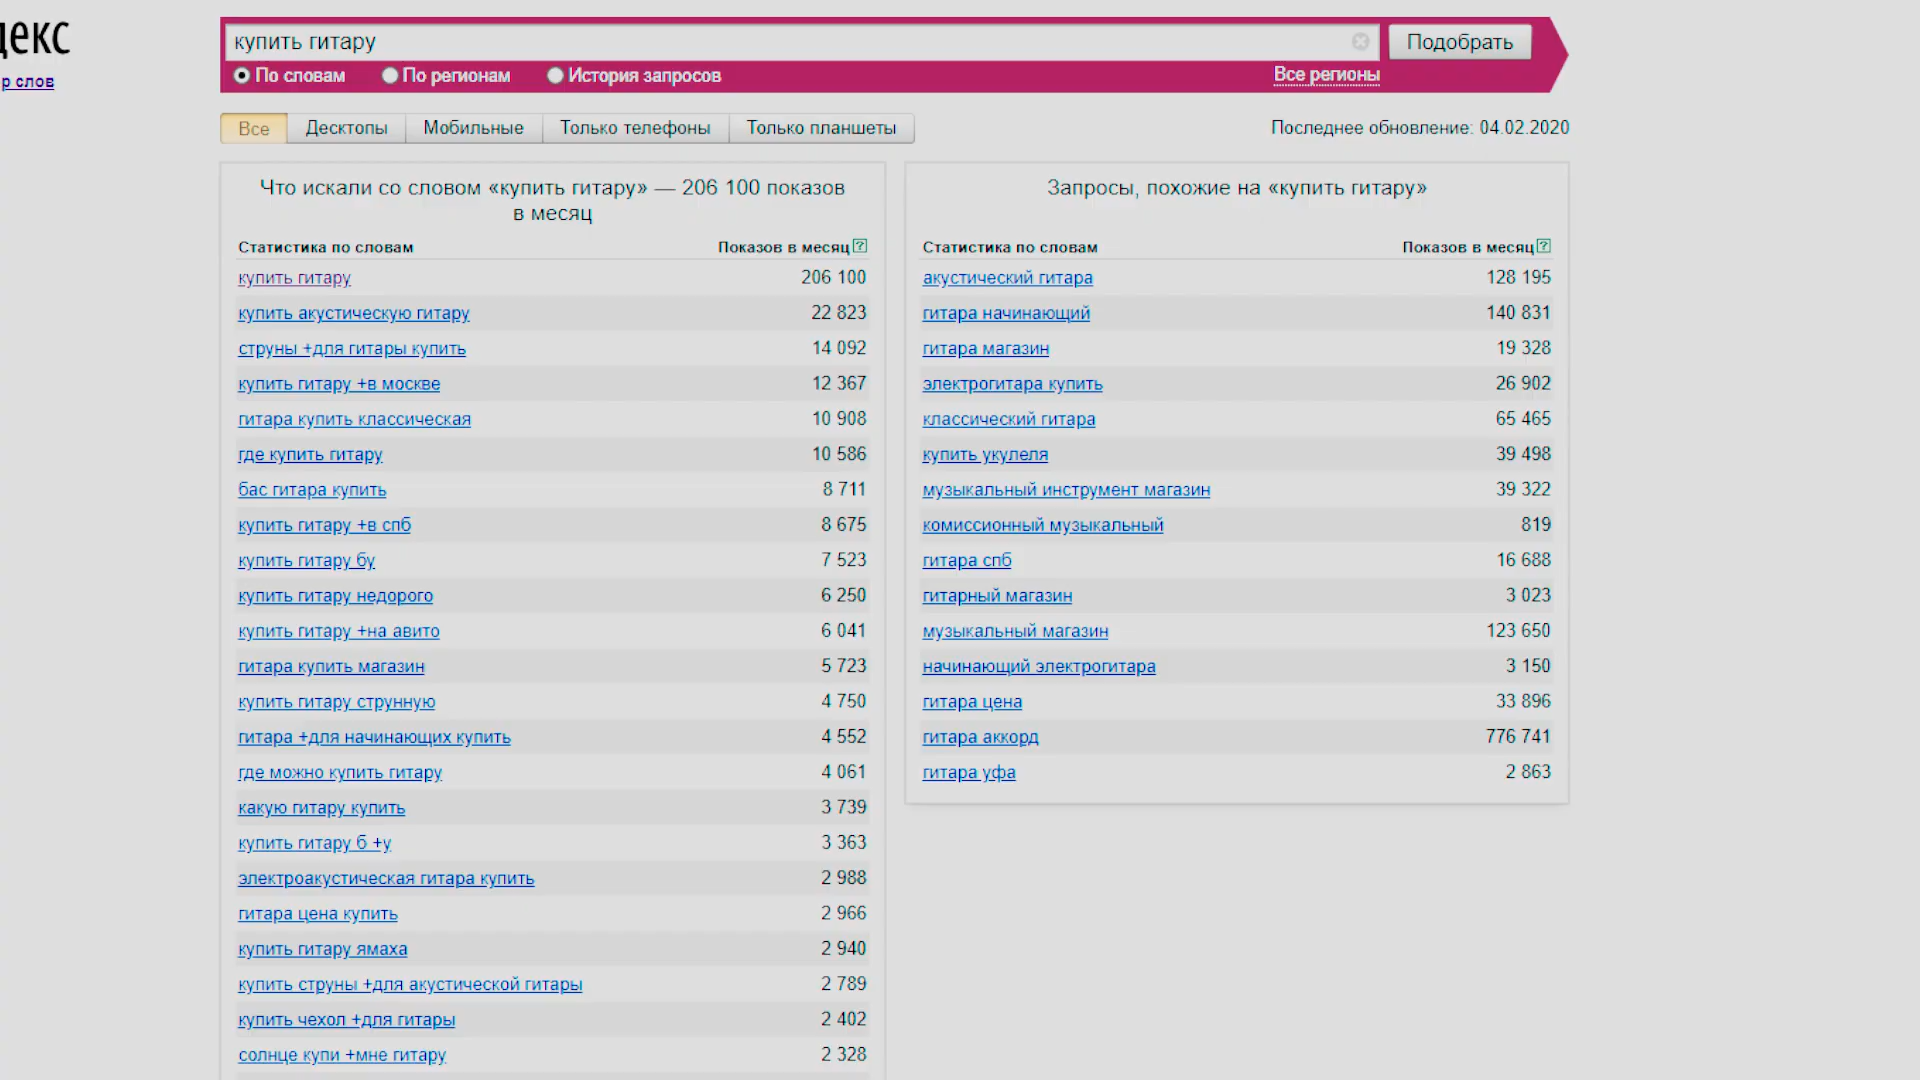 декс
р слов
купить гитару
Подобрать
По словам
По регионам
История запросов
Все регионы
Все
Десктопы
Мобильные
Только телефоны
Только планшеты
Последнее обновление: 04.02.2020
Что искали со словом «купить гитару» — 206 100 показов
в месяц
Статистика по словам Показов в месяц ?
купить гитару 206 100
купить акустическую гитару 22 823
струны +для гитары купить 14 092
купить гитару +в москве 12 367
гитара купить классическая 10 908
где купить гитару 10 586
бас гитара купить 8 711
купить гитару +в спб 8 675
купить гитару бу 7 523
купить гитару недорого 6 250
купить гитару +на авито 6 041
гитара купить магазин 5 723
купить гитару струнную 4 750
гитара +для начинающих купить 4 552
где можно купить гитару 4 061
какую гитару купить 3 739
купить гитару б +у 3 363
электроакустическая гитара купить 2 988
гитара цена купить 2 966
купить гитару ямаха 2 940
купить струны +для акустической гитары 2 789
купить чехол +для гитары 2 402
солнце купи +мне гитару 2 328
Запросы, похожие на «купить гитару»
Статистика по словам Показов в месяц ?
акустический гитара 128 195
гитара начинающий 140 831
гитара магазин 19 328
электрогитара купить 26 902
классический гитара 65 465
купить укулеля 39 498
музыкальный инструмент магазин 39 322
комиссионный музыкальный 819
гитара спб 16 688
гитарный магазин 3 023
музыкальный магазин 123 650
начинающий электрогитара 3 150
гитара цена 33 896
гитара аккорд 776 741
гитара уфа 2 863